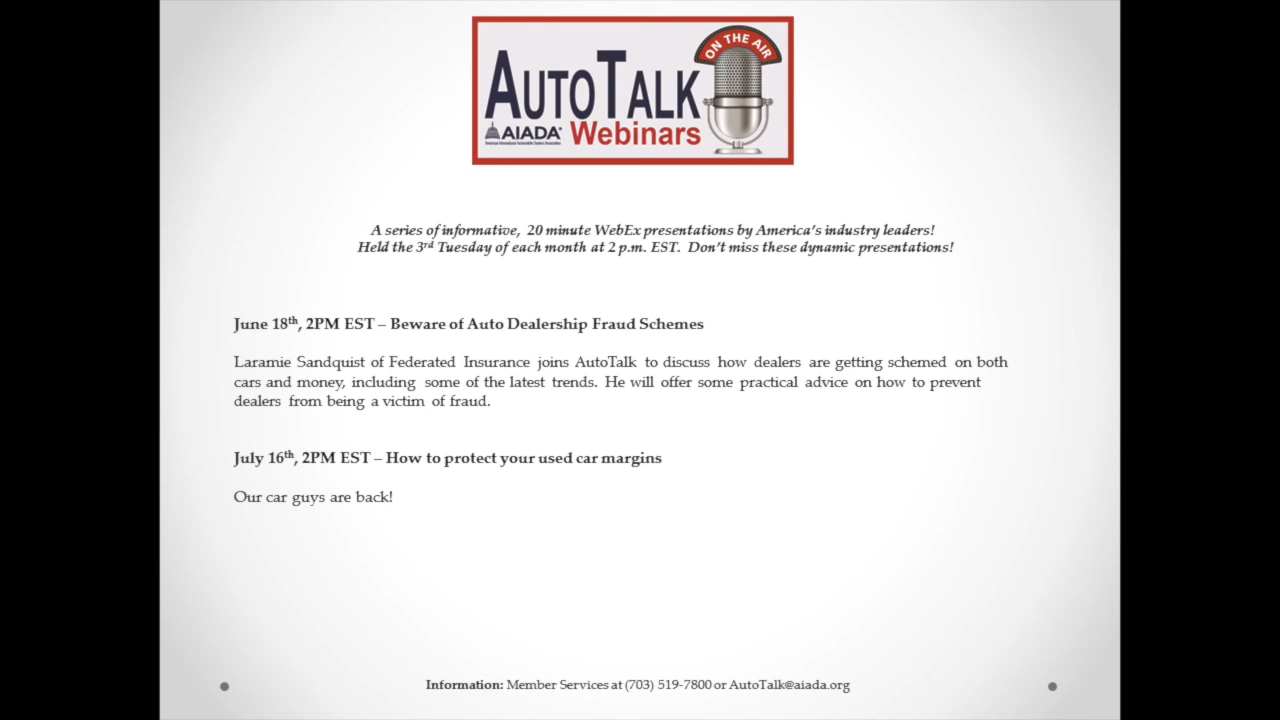 ON THE AIR
AUTOTALK
AIADA Webinars
American International Automobile Dealers Association
A series of informative, 20 minute WebEx presentations by America's industry leaders!
Held the 3rd Tuesday of each month at 2 p.m. EST. Don't miss these dynamic presentations!
June 18th, 2PM EST – Beware of Auto Dealership Fraud Schemes
Laramie Sandquist of Federated Insurance joins AutoTalk to discuss how dealers are getting schemed on both
cars and money, including some of the latest trends. He will offer some practical advice on how to prevent
dealers from being a victim of fraud.
July 16th, 2PM EST – How to protect your used car margins
Our car guys are back!
Information: Member Services at (703) 519-7800 or AutoTalk@aiada.org